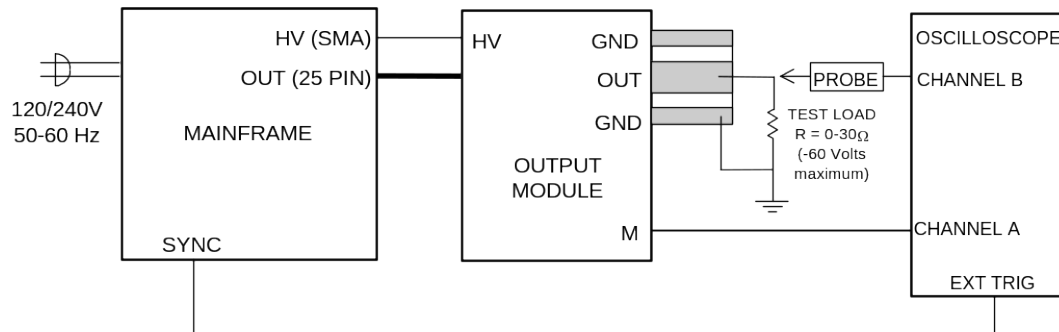 120/240V
50-60 Hz
HV (SMA)
OUT (25 PIN)
MAINFRAME
SYNC
HV
GND
OUT
GND
OUTPUT
MODULE
M
PROBE
TEST LOAD
R = 0-30Ω
(-60 Volts
maximum)
OSCILLOSCOPE
CHANNEL B
CHANNEL A
EXT TRIG